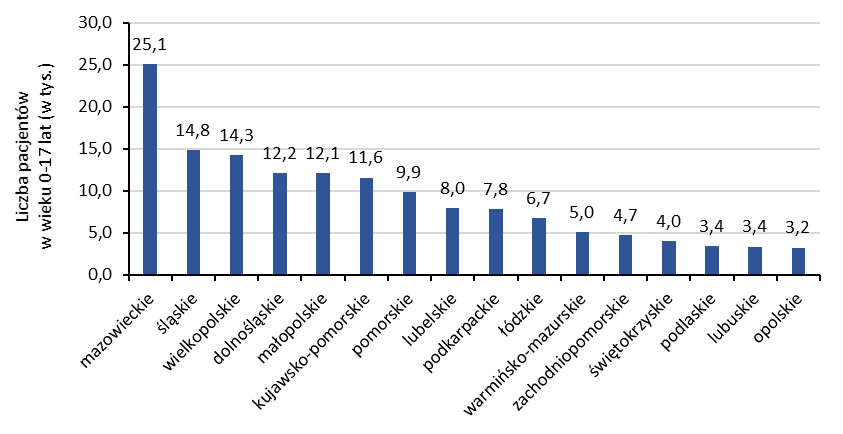 Liczba pacjentów
w wieku 0-17 lat (w tys.)
30,0
25,0
20,0
15,0
10,0
5,0
0,0
25,1
14,8
14,3
12,2
12,1
11,6
9,9
8,0
7,8
6,7
5,0
4,7
4,0
3,4
3,4
3,2
mazowieckie
śląskie
wielkopolskie
dolnośląskie
małopolskie
kujawsko-pomorskie
pomorskie
lubelskie
podkarpackie
łódzkie
warmińsko-mazurskie
zachodniopomorskie
świętokrzyskie
podlaskie
lubuskie
opolskie